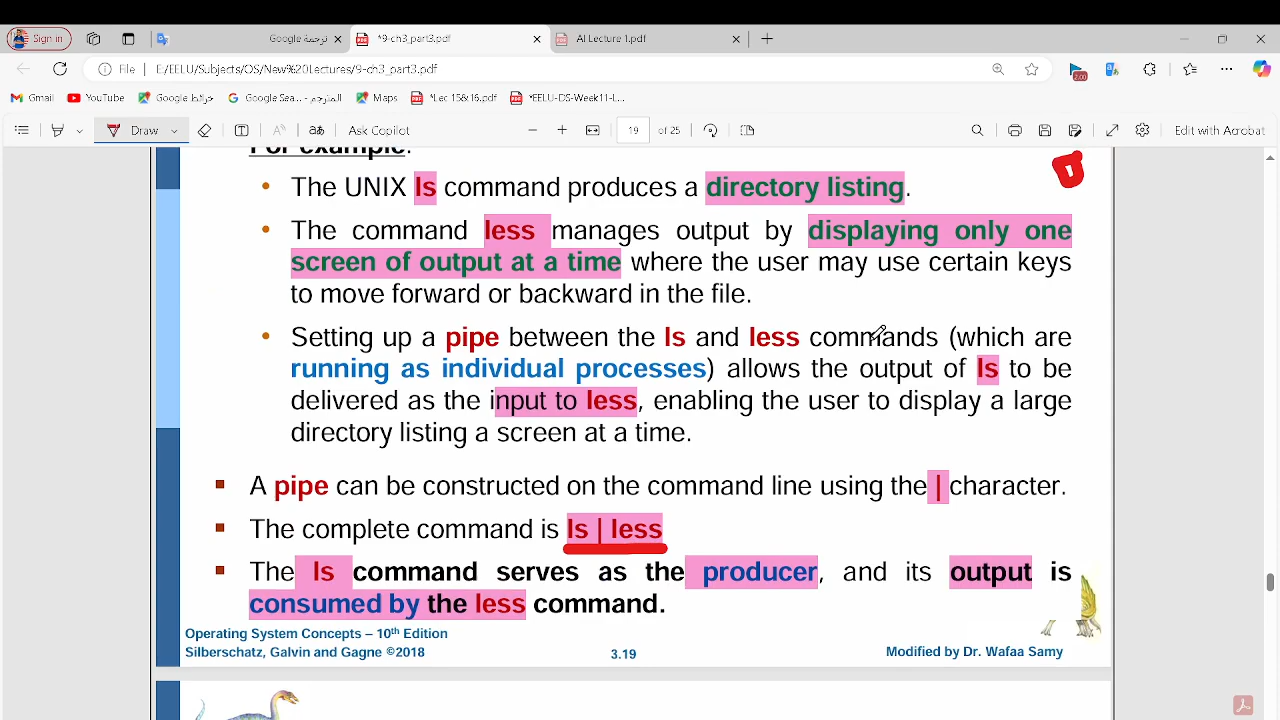 Sign in
ترجمة Google
*9-ch3_part3.pdf
AI Lecture 1.pdf
File
E:/EELU/Subjects/OS/New%20Lectures/9-ch3_part3.pdf
2.00
Gmail
YouTube
خرائط Google
Google Sea... المترجم
Maps
*Lec 15&16.pdf
*EELU-DS-Week11-L...
Draw
Ask Copilot
19 of 25
Edit with Acrobat
For example:
• The UNIX ls command produces a directory listing.
• The command less manages output by displaying only one
screen of output at a time where the user may use certain keys
to move forward or backward in the file.
• Setting up a pipe between the ls and less commands (which are
running as individual processes) allows the output of ls to be
delivered as the input to less, enabling the user to display a large
directory listing a screen at a time.
▪ A pipe can be constructed on the command line using the | character.
▪ The complete command is ls | less
▪ The ls command serves as the producer, and its output is
consumed by the less command.
Operating System Concepts – 10th Edition
Silberschatz, Galvin and Gagne ©2018
3.19
Modified by Dr. Wafaa Samy